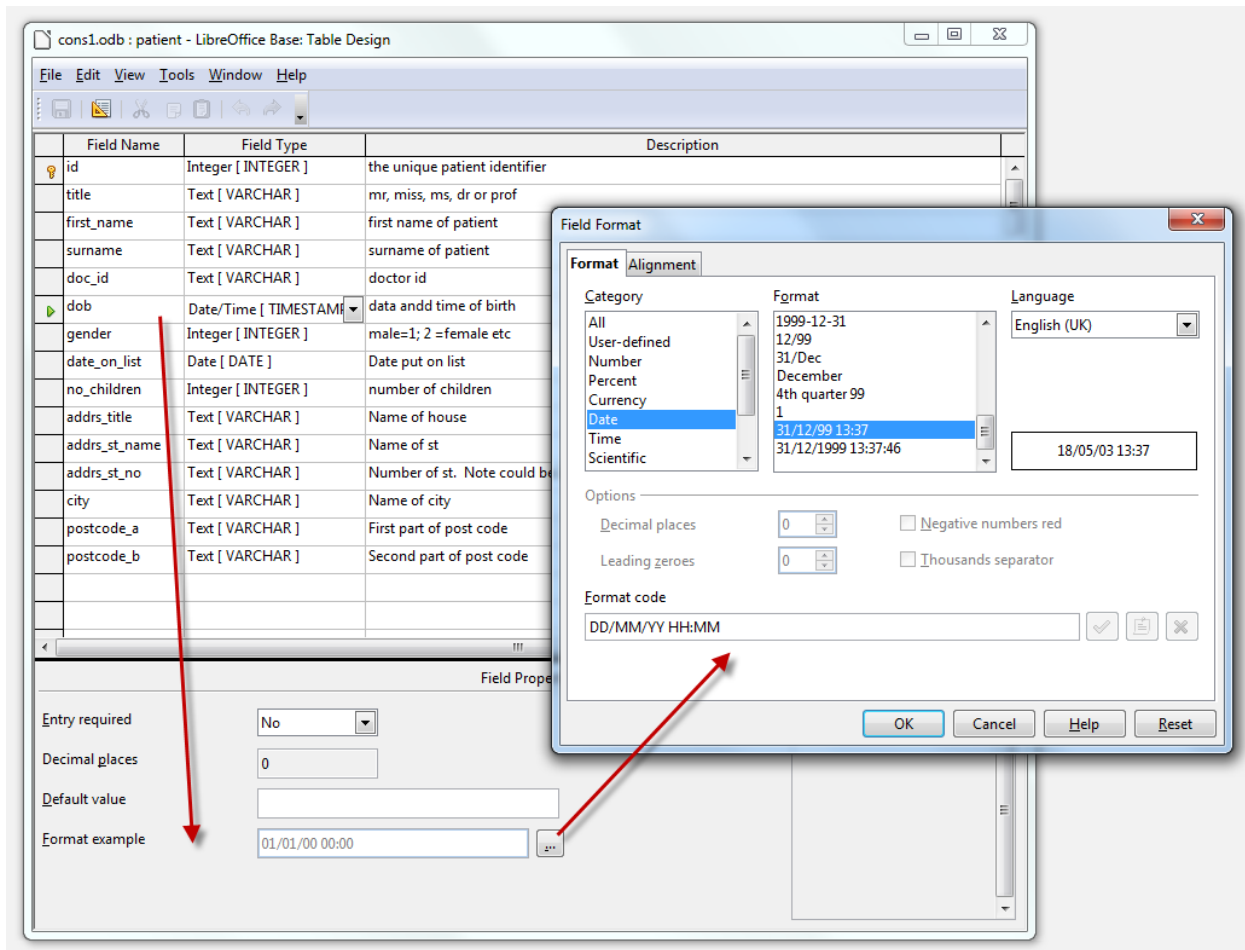 cons1.odb : patient - LibreOffice Base: Table Design
File Edit View Tools Window Help
Field Name Field Type Description
id Integer [ INTEGER ] the unique patient identifier
title Text [ VARCHAR ] mr, miss, ms, dr or prof
first_name Text [ VARCHAR ] first name of patient
surname Text [ VARCHAR ] surname of patient
doc_id Text [ VARCHAR ] doctor id
dob Date/Time [ TIMESTAMP data andd time of birth
gender Integer [ INTEGER ] male=1; 2 =female etc
date_on_list Date [ DATE ] Date put on list
no_children Integer [ INTEGER ] number of children
addrs_title Text [ VARCHAR ] Name of house
addrs_st_name Text [ VARCHAR ] Name of st
addrs_st_no Text [ VARCHAR ] Number of st. Note could be
city Text [ VARCHAR ] Name of city
postcode_a Text [ VARCHAR ] First part of post code
postcode_b Text [ VARCHAR ] Second part of post code
Field Prope
Entry required No
Decimal places 0
Default value
Format example 01/01/00 00:00 ...
Field Format
Format Alignment
Category
All
User-defined
Number
Percent
Currency
Date
Time
Scientific
Format
1999-12-31
12/99
31/Dec
December
4th quarter 99
1
31/12/99 13:37
31/12/1999 13:37:46
Language
English (UK)
18/05/03 13:37
Options
Decimal places 0 Negative numbers red
Leading zeroes 0 Thousands separator
Format code
DD/MM/YY HH:MM
OK Cancel Help Reset